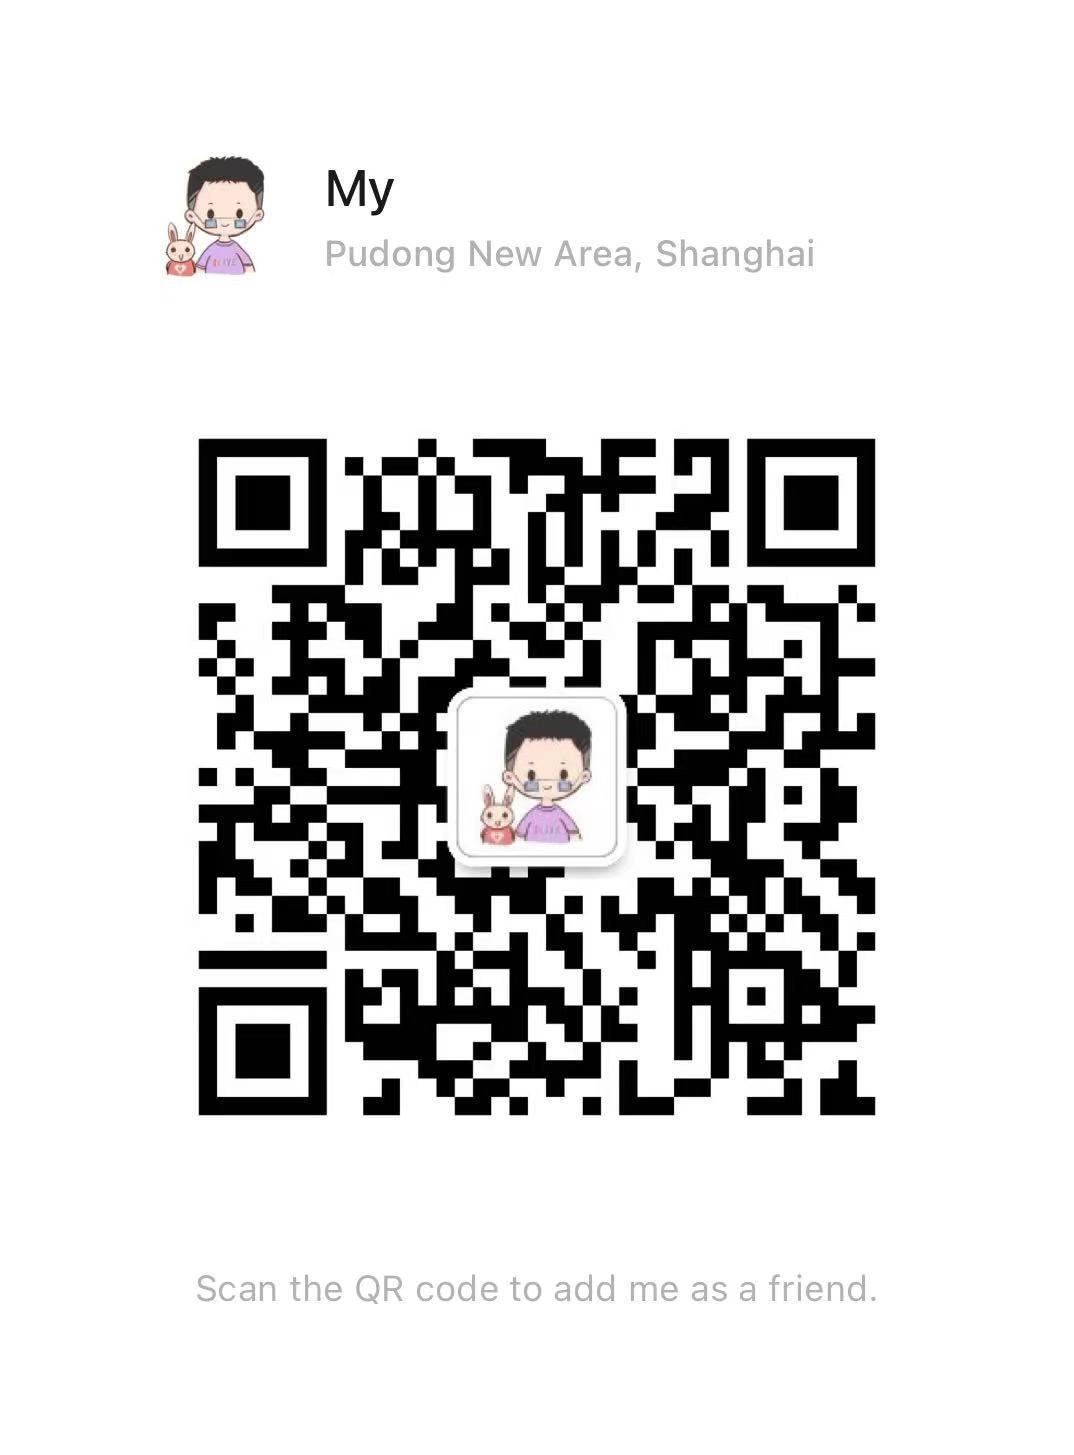 My
Pudong New Area, Shanghai
Scan the QR code to add me as a friend.